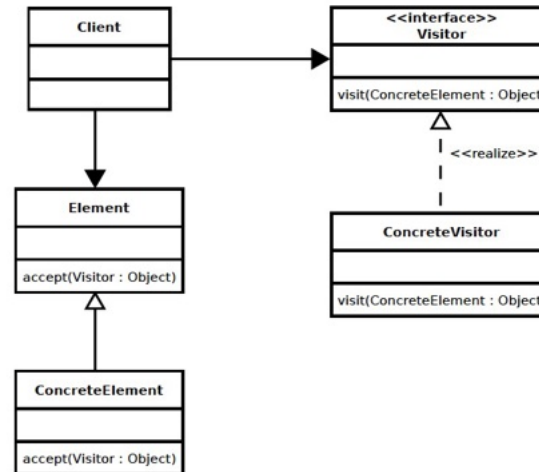 Client
<<interface>>
Visitor
visit(ConcreteElement : Object
<<realize>>
Element
accept(Visitor : Object)
ConcreteVisitor
visit(ConcreteElement : Object
ConcreteElement
accept(Visitor : Object)